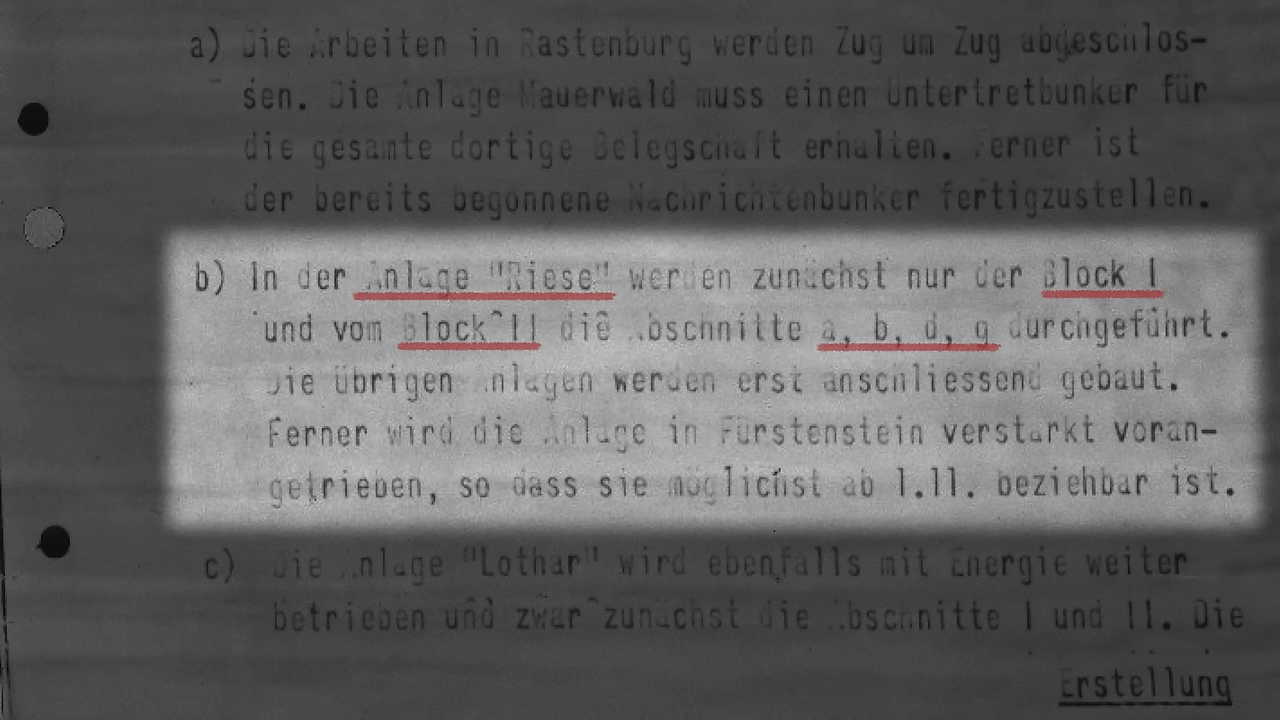 a) Die Arbeiten in Rastenburg werden Zug um Zug abgeschlos-
sen. Die Anlage Mauerwald muss einen Untertretbunker für
die gesamte dortige Belegschaft erhalten. Ferner ist
der bereits begonnene Nachrichtenbunker fertigzustellen.
b) In der Anlage "Riese" werden zunächst nur der Block I
und vom Block II die Abschnitte a, b, d, g durchgeführt.
Die übrigen Anlagen werden erst anschliessend gebaut.
Ferner wird die Anlage in Fürstenstein verstärkt voran-
getrieben, so dass sie möglichst ab 1.11. beziehbar ist.
c) Die Anlage "Lothar" wird ebenfalls mit Energie weiter
betrieben und zwar zunächst die Abschnitte I und II. Die
Erstellung